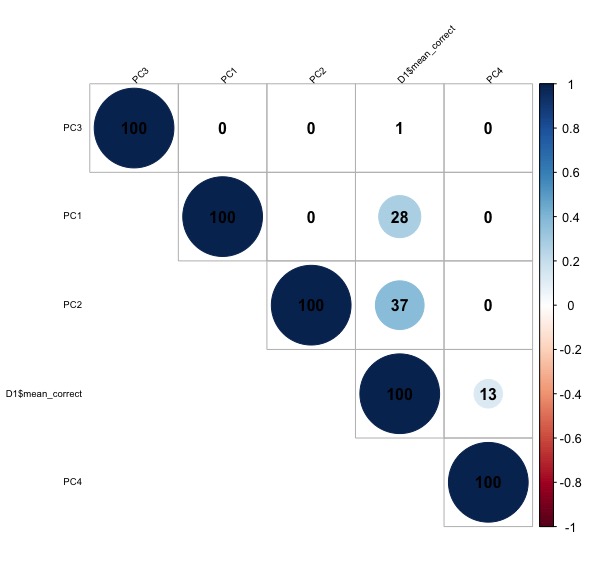 PC3 PC1 PC2 D1$mean_correct PC4
PC3 100 0 0 1 0
PC1 100 0 28 0
PC2 100 37 0
D1$mean_correct 100 13
PC4 100
1
0.8
0.6
0.4
0.2
0
-0.2
-0.4
-0.6
-0.8
-1